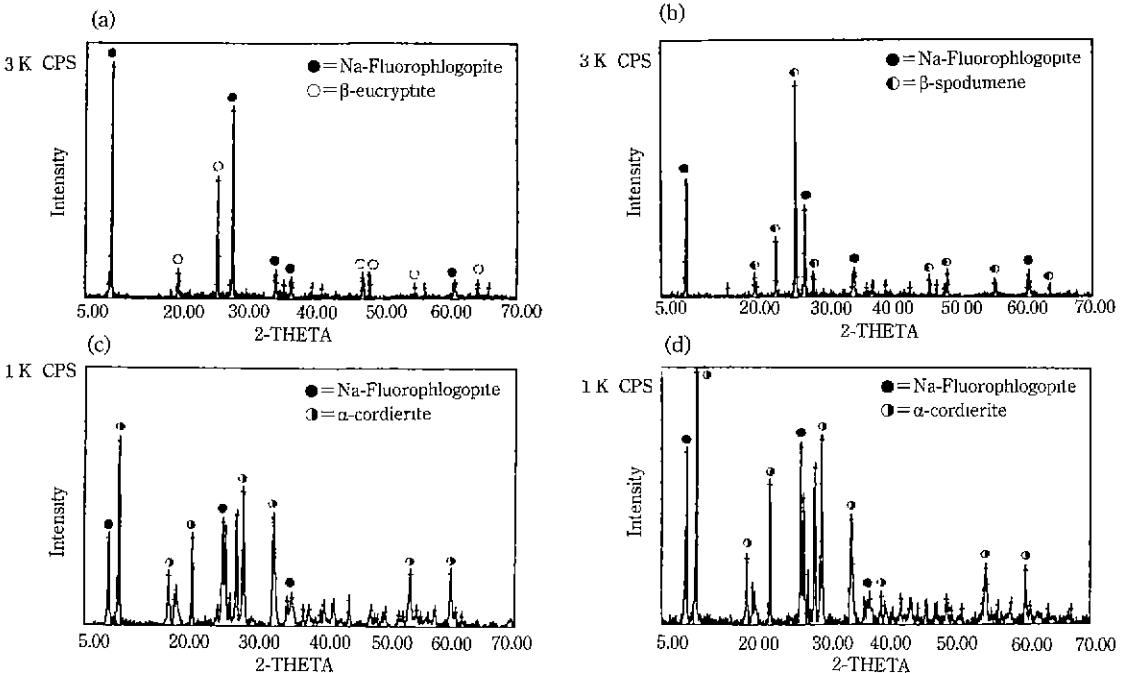 (a)
3 K CPS
●=Na-Fluorophlogopite
○=β-eucryptite
Intensity
5.00 20.00 30.00 40.00 50.00 60.00 70.00
2-THETA
(b)
3 K CPS
●=Na-Fluorophlogopite
◐=β-spodumene
Intensity
5.00 20.00 30.00 40.00 50 00 60.00 70.00
2-THETA
(c)
1 K CPS
●=Na-Fluorophlogopite
◑=α-cordierite
Intensity
5.00 20.00 30.00 40.00 50.00 60.00 70.00
2-THETA
(d)
1 K CPS
●=Na-Fluorophlogopite
◑=α-cordierite
Intensity
5.00 20 00 30.00 40.00 50.00 60.00 70.00
2-THETA